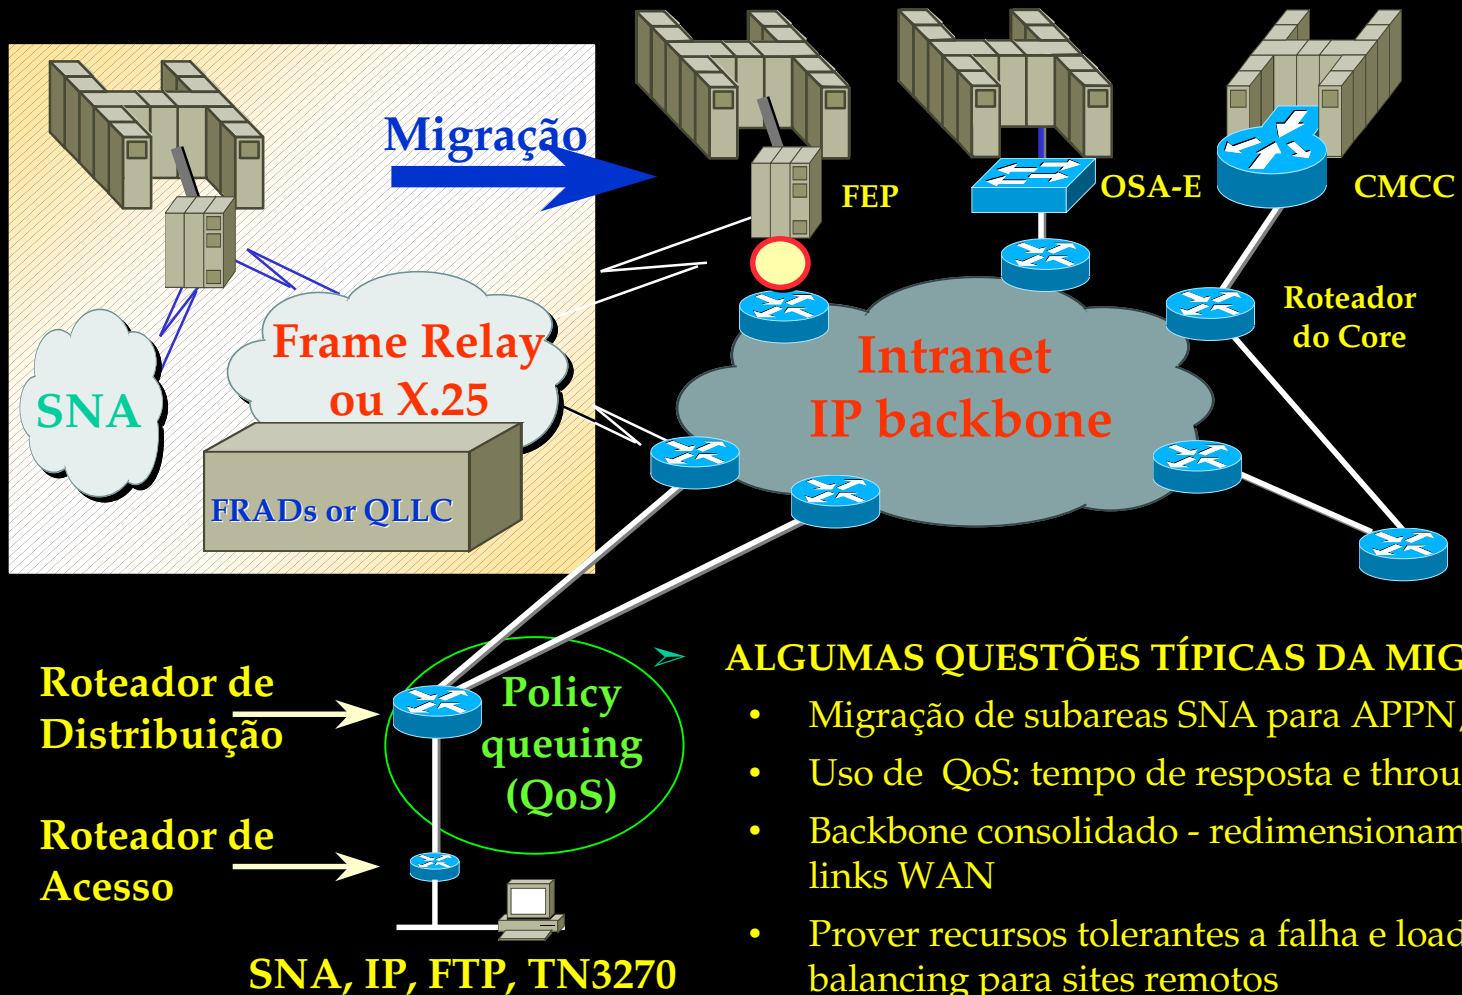 Migração
FEP
OSA-E
CMCC
Roteador
do Core
Frame Relay
ou X.25
SNA
FRADs or QLLC
Intranet
IP backbone
Roteador de
Distribuição
Policy
queuing
(QoS)
Roteador de
Acesso
SNA, IP, FTP, TN3270
ALGUMAS QUESTÕES TÍPICAS DA MIG
• Migração de subareas SNA para APPN,
• Uso de QoS: tempo de resposta e throu
• Backbone consolidado - redimensionam
links WAN
• Prover recursos tolerantes a falha e load
balancing para sites remotos